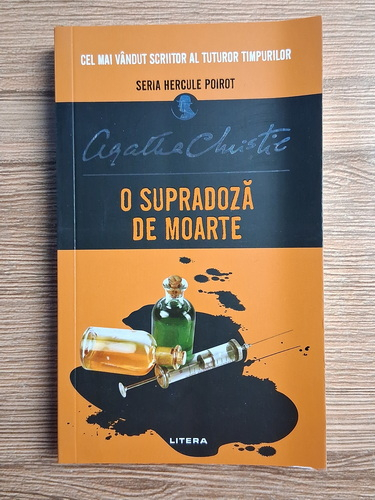 CEL MAI VÂNDUT SCRIITOR AL TUTUROR TIMPURILOR
SERIA HERCULE POIROT
Agatha Christie
O SUPRADOZĂ
DE MOARTE
LITERA